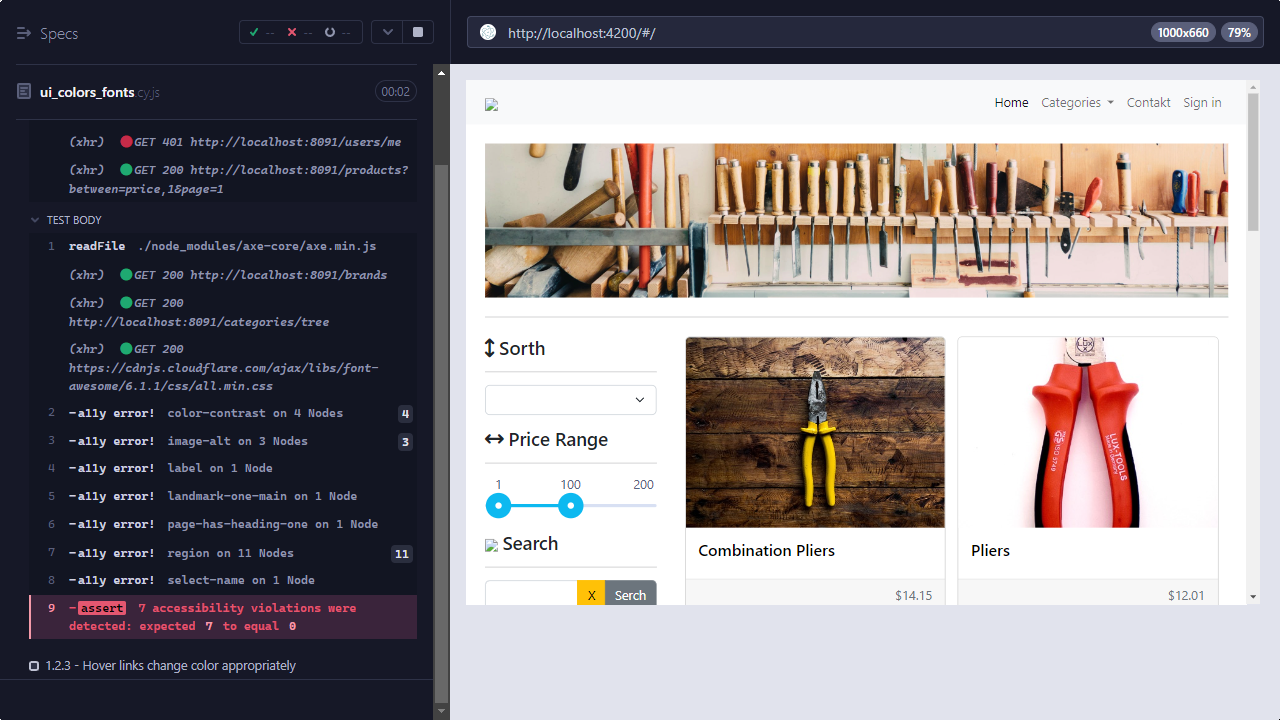 Specs
-- -- --
ui_colors_fonts.cy.js 00:02
(xhr) GET 401 http://localhost:8091/users/me
(xhr) GET 200 http://localhost:8091/products?
between=price,1&page=1
TEST BODY
1 readFile ./node_modules/axe-core/axe.min.js
(xhr) GET 200 http://localhost:8091/brands
(xhr) GET 200
http://localhost:8091/categories/tree
(xhr) GET 200
https://cdnjs.cloudflare.com/ajax/libs/font-
awesome/6.1.1/css/all.min.css
2 -a11y error! color-contrast on 4 Nodes 4
3 -a11y error! image-alt on 3 Nodes 3
4 -a11y error! label on 1 Node
5 -a11y error! landmark-one-main on 1 Node
6 -a11y error! page-has-heading-one on 1 Node
7 -a11y error! region on 11 Nodes 11
8 -a11y error! select-name on 1 Node
9 -assert 7 accessibility violations were
detected: expected 7 to equal 0
1.2.3 - Hover links change color appropriately
http://localhost:4200/#/ 1000x660 79%
Home Categories Contakt Sign in
Sorth
Price Range
1 100 200
Search
X Serch
LUX-TOOLS
Combination Pliers
$14.15
Pliers
$12.01